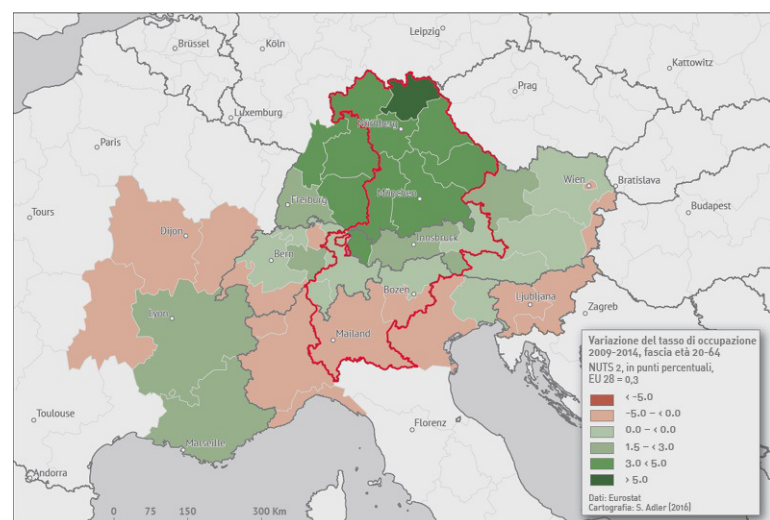 Leipzig
Brüssel
Köln
Kattowitz
Prag
Luxemburg
Nürnberg
Paris
Wien
Bratislava
München
Freiburg
Tours
Budapest
Dijon
Innsbruck
Bern
Bozen
Ljubljana
Lyon
Zagreb
Mailand
Variazione del tasso di occupazione
2009-2014, fascia età 20-64
NUTS 2, in punti percentuali,
EU 28 = 0,3
< -5.0
-5.0 – < 0.0
0.0 – < 0.0
1.5 – < 3.0
3.0 < 5.0
> 5.0
Dati: Eurostat
Cartografia: S. Adler (2016)
Toulouse
Florenz
Marseille
Andorra
0 75 150 300 Km